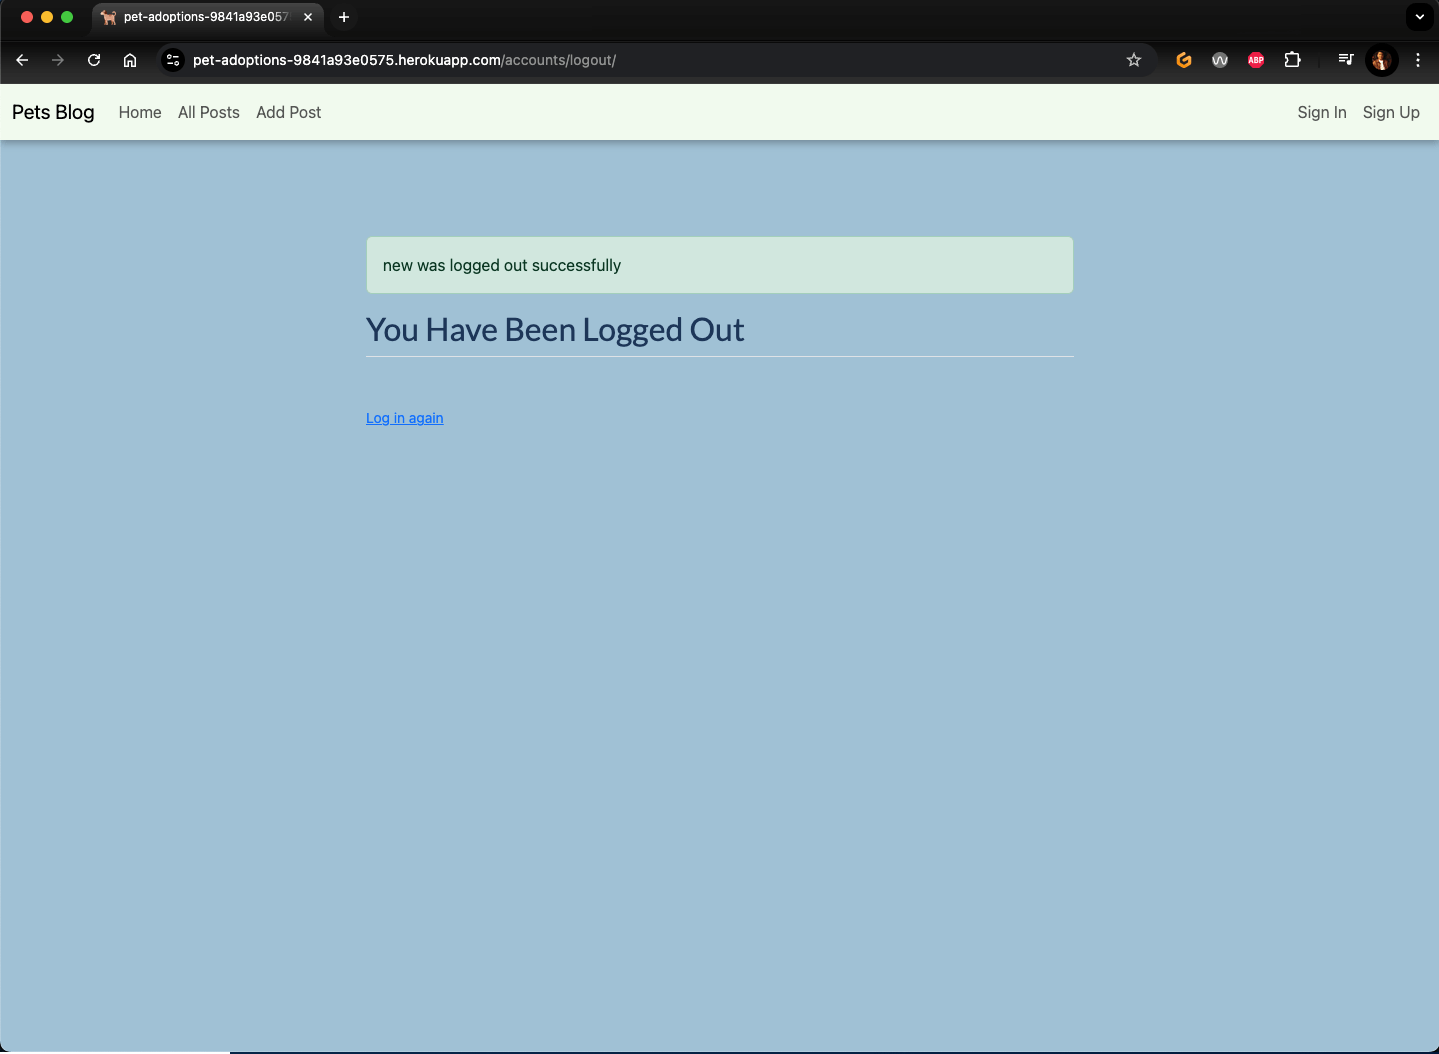 pet-adoptions-9841a93e057
pet-adoptions-9841a93e0575.herokuapp.com/accounts/logout/
ABP
Pets Blog Home All Posts Add Post Sign In Sign Up
new was logged out successfully
You Have Been Logged Out
Log in again